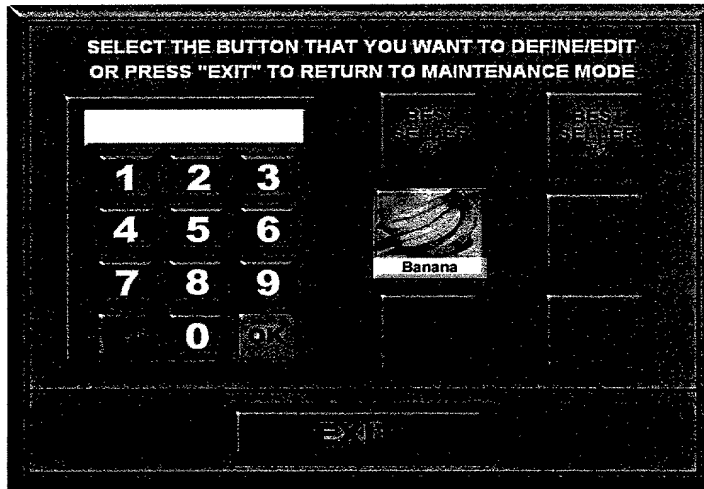 SELECT THE BUTTON THAT YOU WANT TO DEFINE/EDIT
OR PRESS "EXIT" TO RETURN TO MAINTENANCE MODE
BEST
SELLER
BEST
SELLER
1 2 3
4 5 6
Banana
7 8 9
0 OK
EXIT